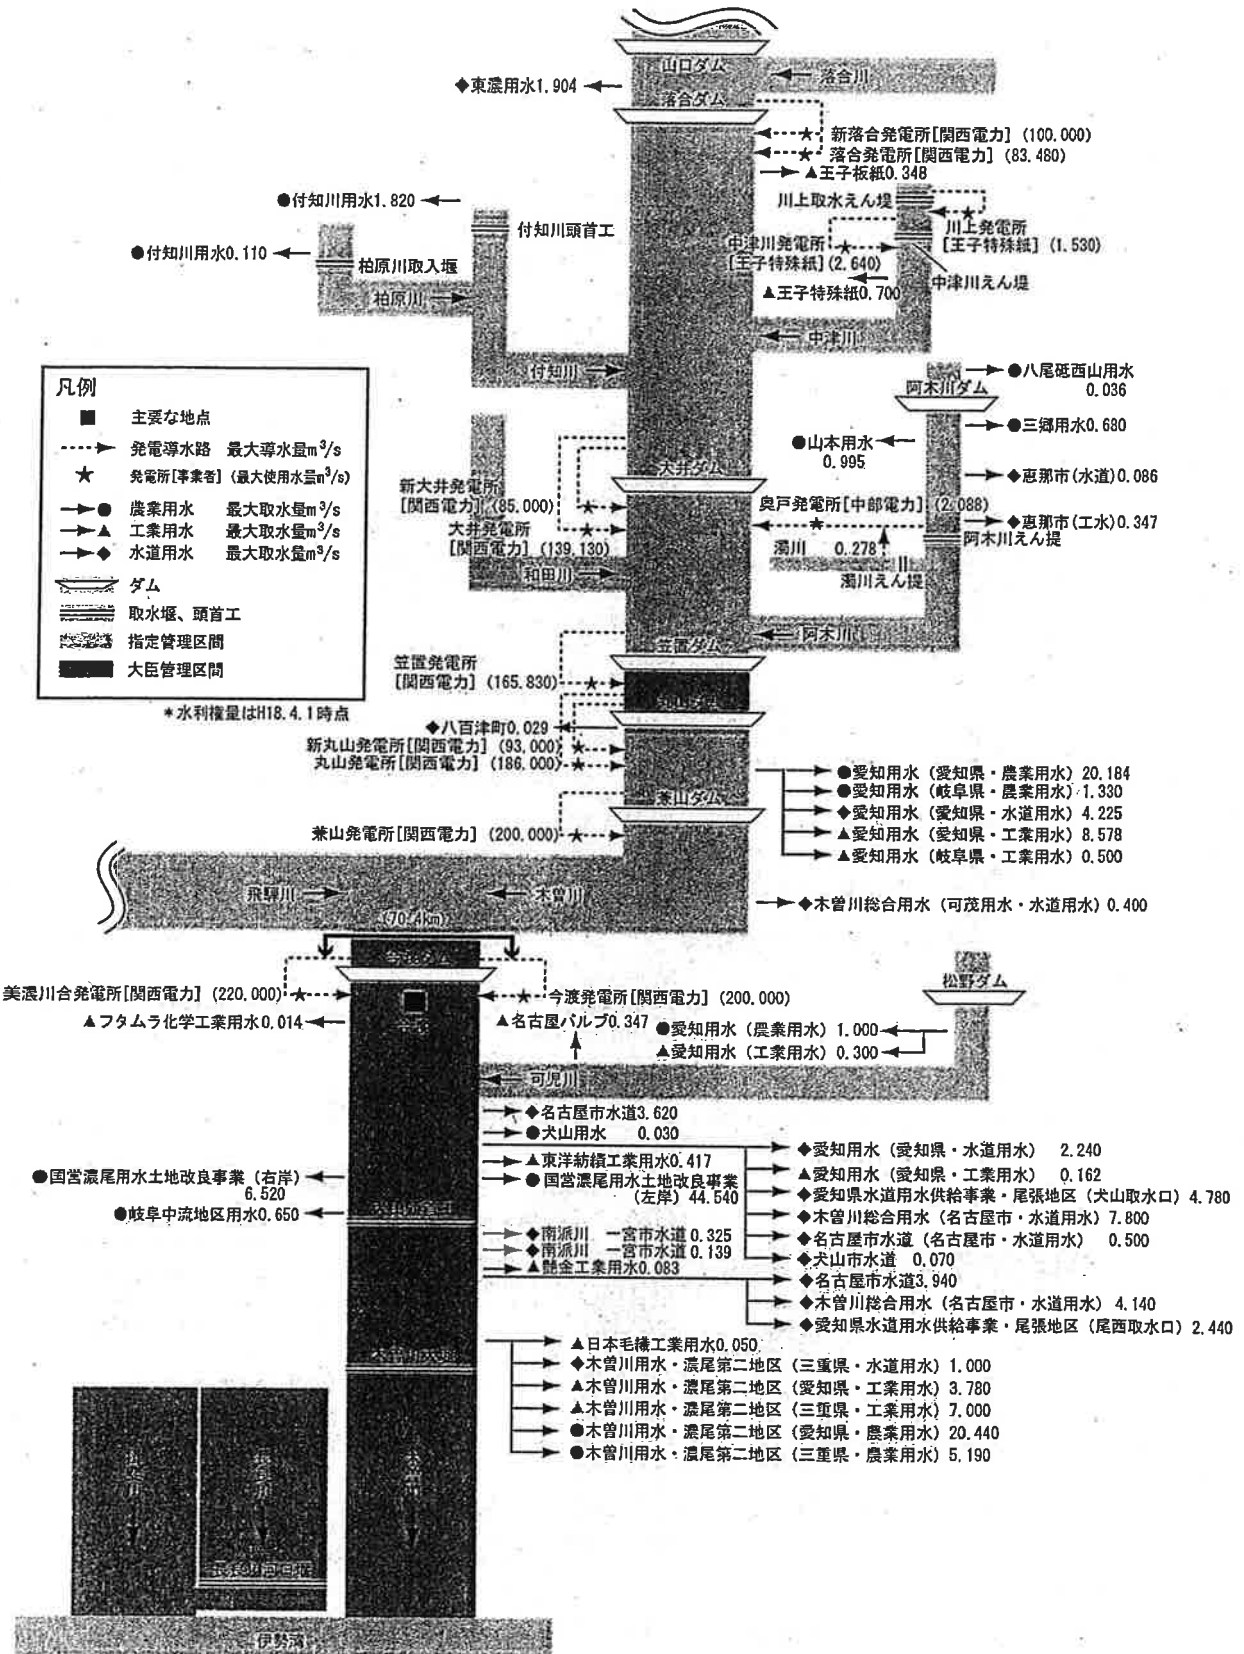 山口ダム
落合川
◆東濃用水1.904
落合ダム
新落合発電所[関西電力] (100.000)
落合発電所[関西電力] (83.480)
▲王子板紙0.348
●付知川用水1.820
川上取水えん堤
付知川頭首工
川上発電所
[王子特殊紙] (1.530)
中津川発電所
[王子特殊紙] (2.640)
●付知川用水0.110
柏原川取入堰
中津川えん堤
▲王子特殊紙0.700
柏原川
中津川
付知川
●八尾砥西山用水
0.036
阿木川ダム
●三郷用水0.680
●山本用水
0.995
凡例
■ 主要な地点
発電導水路 最大導水量m³/s
★ 発電所[事業者] (最大使用水量m³/s)
● 農業用水 最大取水量m³/s
▲ 工業用水 最大取水量m³/s
◆ 水道用水 最大取水量m³/s
ダム
取水堰、頭首工
指定管理区間
大臣管理区間
*水利権量はH18.4.1時点
大井ダム
◆恵那市(水道)0.086
新大井発電所
[関西電力] (85.000)
奥戸発電所[中部電力] (2.088)
◆恵那市(工水)0.347
大井発電所
[関西電力] (139.130)
阿木川えん堤
濁川 0.278
濁川えん堤
和田川
阿木川
笠置ダム
笠置発電所
[関西電力] (165.830)
丸山ダム
◆八百津町0.029
新丸山発電所[関西電力] (93.000)
丸山発電所[関西電力] (186.000)
●愛知用水 (愛知県・農業用水) 20.184
●愛知用水 (岐阜県・農業用水) 1.330
◆愛知用水 (愛知県・水道用水) 4.225
▲愛知用水 (愛知県・工業用水) 8.578
▲愛知用水 (岐阜県・工業用水) 0.500
兼山ダム
兼山発電所[関西電力] (200.000)
飛騨川
木曽川
◆木曽川総合用水 (可茂用水・水道用水) 0.400
(70.4km)
今渡ダム
松野ダム
美濃川合発電所[関西電力] (220.000)
今渡発電所[関西電力] (200.000)
今渡
▲フタムラ化学工業用水0.014
▲名古屋パルプ0.347
●愛知用水 (農業用水) 1.000
▲愛知用水 (工業用水) 0.300
可児川
◆名古屋市水道3.620
●犬山用水 0.030
◆愛知用水 (愛知県・水道用水) 2.240
▲東洋紡績工業用水0.417
▲愛知用水 (愛知県・工業用水) 0.162
●国営濃尾用水土地改良事業 (右岸)
6.520
●国営濃尾用水土地改良事業
(左岸) 44.540
◆愛知県水道用水供給事業・尾張地区 (犬山取水口) 4.780
●岐阜中流地区用水0.650
◆木曽川総合用水 (名古屋市・水道用水) 7.800
犬山頭首工
◆南派川 一宮市水道 0.325
◆名古屋市水道 (名古屋市・水道用水) 0.500
◆南派川 一宮市水道 0.139
◆犬山市水道 0.070
▲艶金工業用水0.083
◆名古屋市水道3.940
◆木曽川総合用水 (名古屋市・水道用水) 4.140
◆愛知県水道用水供給事業・尾張地区 (尾西取水口) 2.440
▲日本毛織工業用水0.050
木曽川大堰
◆木曽川用水・濃尾第二地区 (三重県・水道用水) 1.000
▲木曽川用水・濃尾第二地区 (愛知県・工業用水) 3.780
▲木曽川用水・濃尾第二地区 (三重県・工業用水) 7.000
●木曽川用水・濃尾第二地区 (愛知県・農業用水) 20.440
●木曽川用水・濃尾第二地区 (三重県・農業用水) 5.190
揖斐川
長良川
木曽川
長良川河口堰
伊勢湾